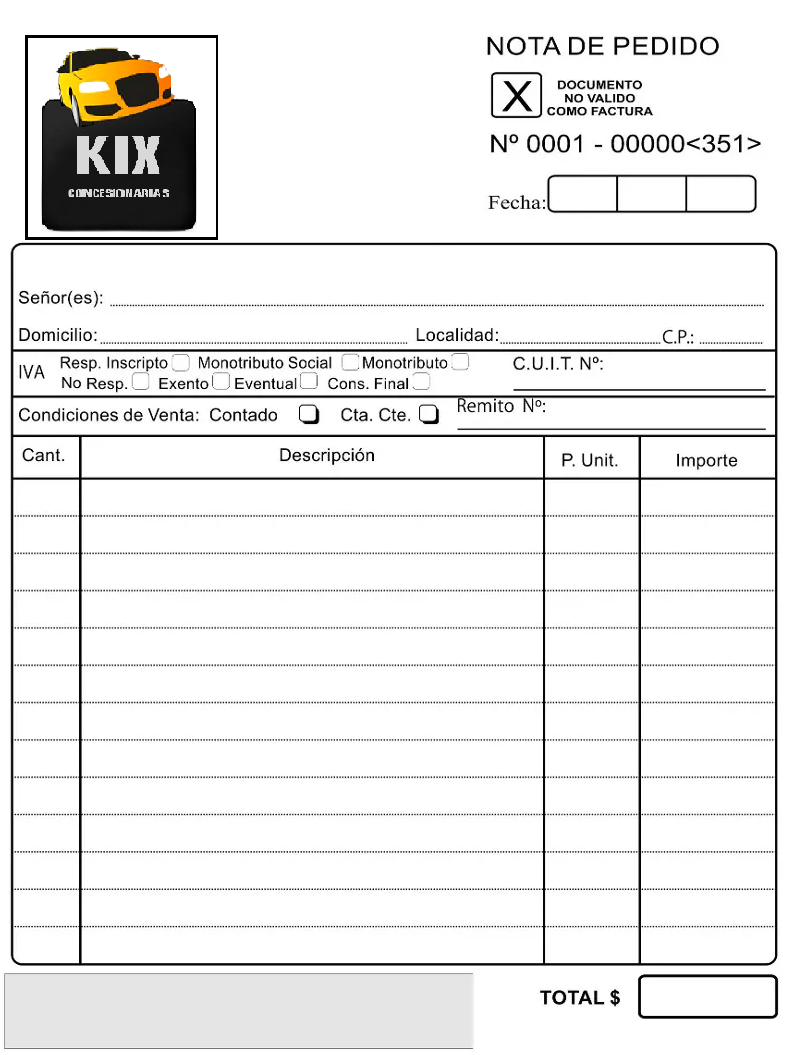 NOTA DE PEDIDO
KIX
CONCESIONARIAS
X
DOCUMENTO
NO VALIDO
COMO FACTURA
Nº 0001 - 00000<351>
Fecha:
Señor(es):
Domicilio: Localidad: C.P.:
IVA Resp. Inscripto Monotributo Social Monotributo C.U.I.T. Nº:
No Resp. Exento Eventual Cons. Final
Condiciones de Venta: Contado Cta. Cte. Remito Nº:
Cant. Descripción P. Unit. Importe
TOTAL $